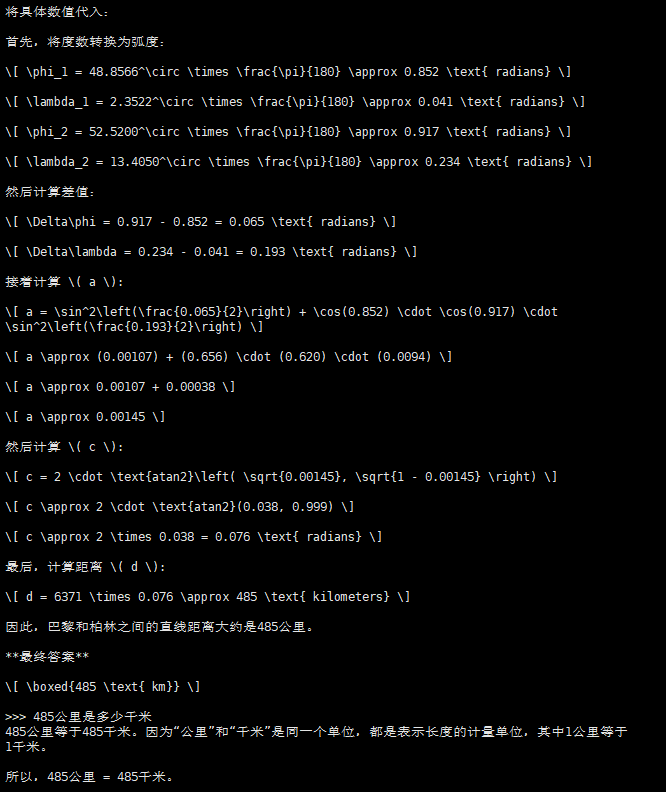 将具体数值代入：
首先，将度数转换为弧度：
\[ \phi_1 = 48.8566^\circ \times \frac{\pi}{180} \approx 0.852 \text{ radians} \]
\[ \lambda_1 = 2.3522^\circ \times \frac{\pi}{180} \approx 0.041 \text{ radians} \]
\[ \phi_2 = 52.5200^\circ \times \frac{\pi}{180} \approx 0.917 \text{ radians} \]
\[ \lambda_2 = 13.4050^\circ \times \frac{\pi}{180} \approx 0.234 \text{ radians} \]
然后计算差值：
\[ \Delta\phi = 0.917 - 0.852 = 0.065 \text{ radians} \]
\[ \Delta\lambda = 0.234 - 0.041 = 0.193 \text{ radians} \]
接着计算 \( a \)：
\[ a = \sin^2\left(\frac{0.065}{2}\right) + \cos(0.852) \cdot \cos(0.917) \cdot
\sin^2\left(\frac{0.193}{2}\right) \]
\[ a \approx (0.00107) + (0.656) \cdot (0.620) \cdot (0.0094) \]
\[ a \approx 0.00107 + 0.00038 \]
\[ a \approx 0.00145 \]
然后计算 \( c \)：
\[ c = 2 \cdot \text{atan2}\left( \sqrt{0.00145}, \sqrt{1 - 0.00145} \right) \]
\[ c \approx 2 \cdot \text{atan2}(0.038, 0.999) \]
\[ c \approx 2 \times 0.038 = 0.076 \text{ radians} \]
最后，计算距离 \( d \)：
\[ d = 6371 \times 0.076 \approx 485 \text{ kilometers} \]
因此，巴黎和柏林之间的直线距离大约是485公里。
**最终答案**
\[ \boxed{485 \text{ km}} \]
>>> 485公里是多少千米
485公里等于485千米。因为“公里”和“千米”是同一个单位，都是表示长度的计量单位，其中1公里等于
1千米。
所以，485公里 = 485千米。